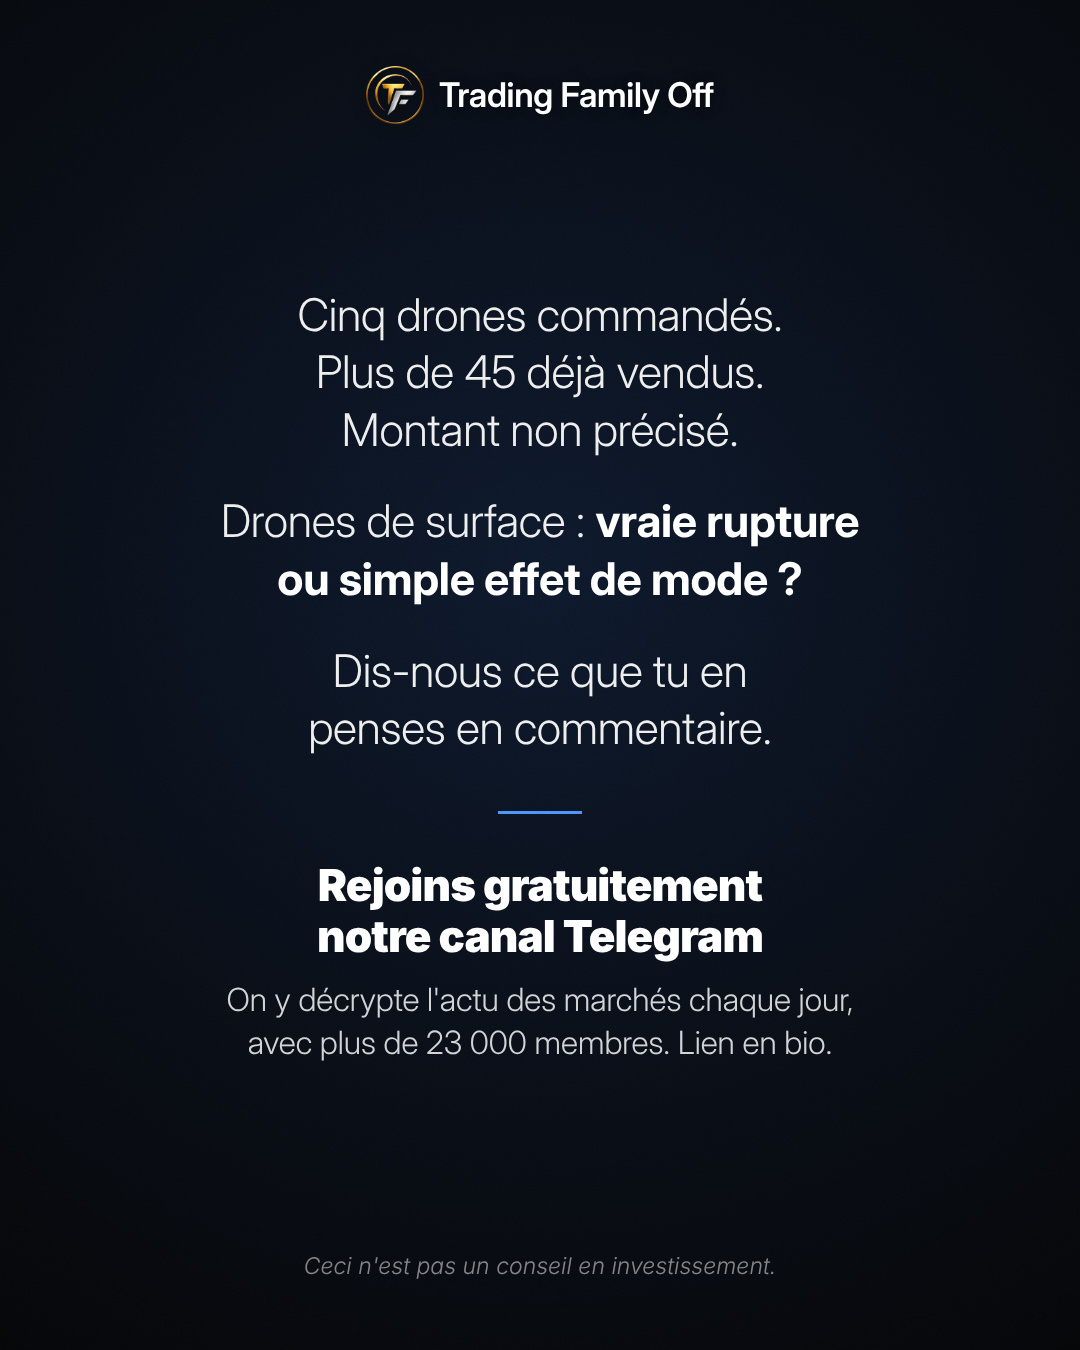 TF Trading Family Off
Cinq drones commandés.
Plus de 45 déjà vendus.
Montant non précisé.
Drones de surface : vraie rupture
ou simple effet de mode ?
Dis-nous ce que tu en
penses en commentaire.
Rejoins gratuitement
notre canal Telegram
On y décrypte l'actu des marchés chaque jour,
avec plus de 23 000 membres. Lien en bio.
Ceci n'est pas un conseil en investissement.